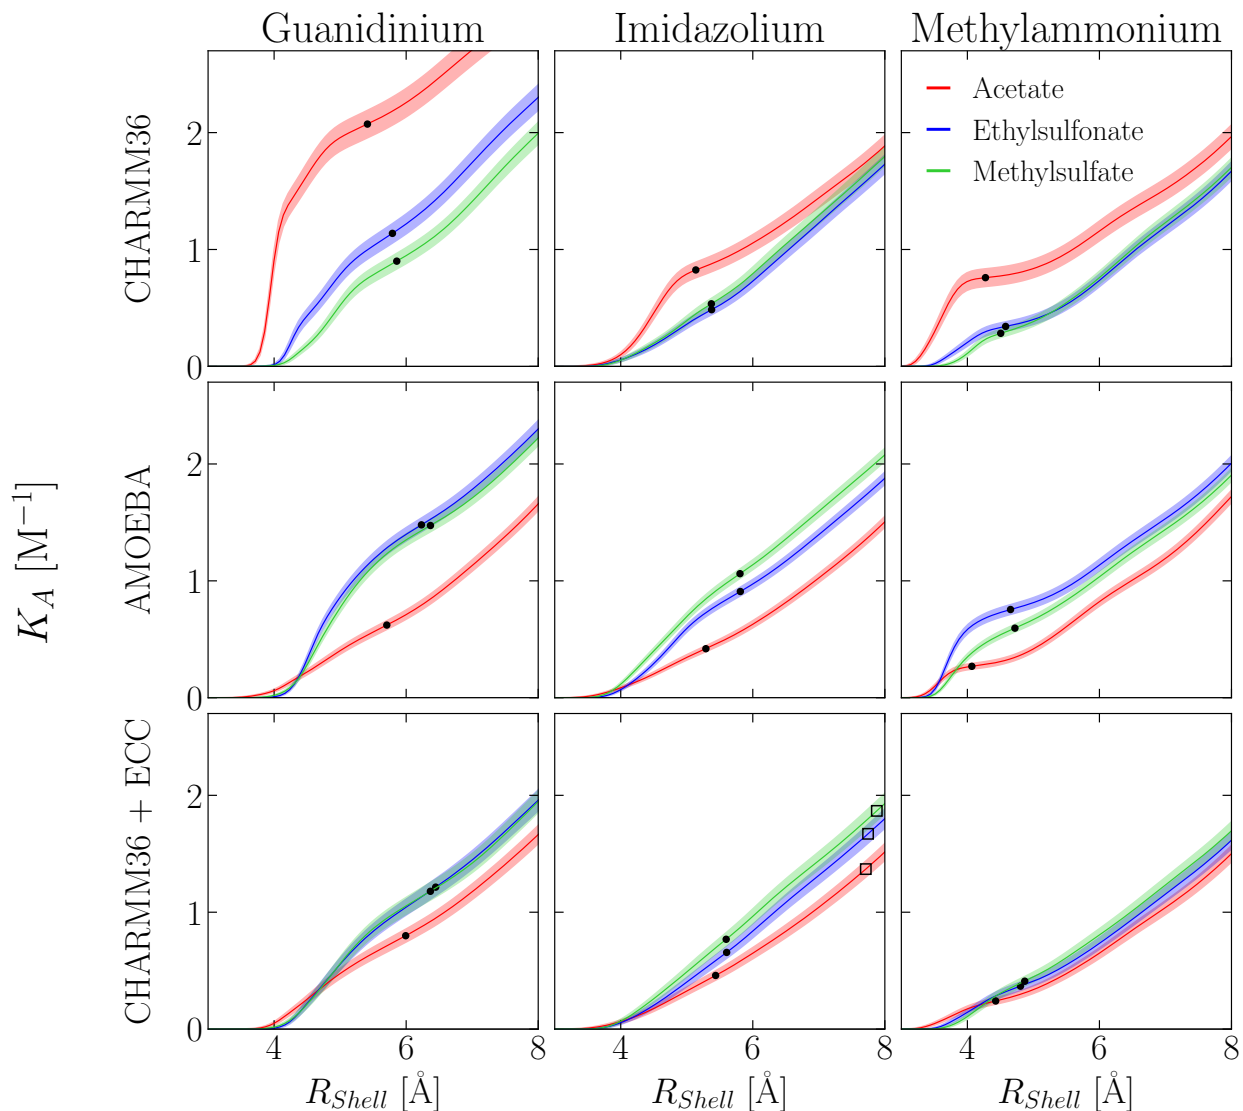 Guanidinium Imidazolium Methylammonium
CHARMM36
2
1
0
Acetate
Ethylsulfonate
Methylsulfate
K_A [M⁻¹]
AMOEBA
2
1
0
CHARMM36 + ECC
2
1
0
4 6 8 4 6 8 4 6 8
R_Shell [Å] R_Shell [Å] R_Shell [Å]